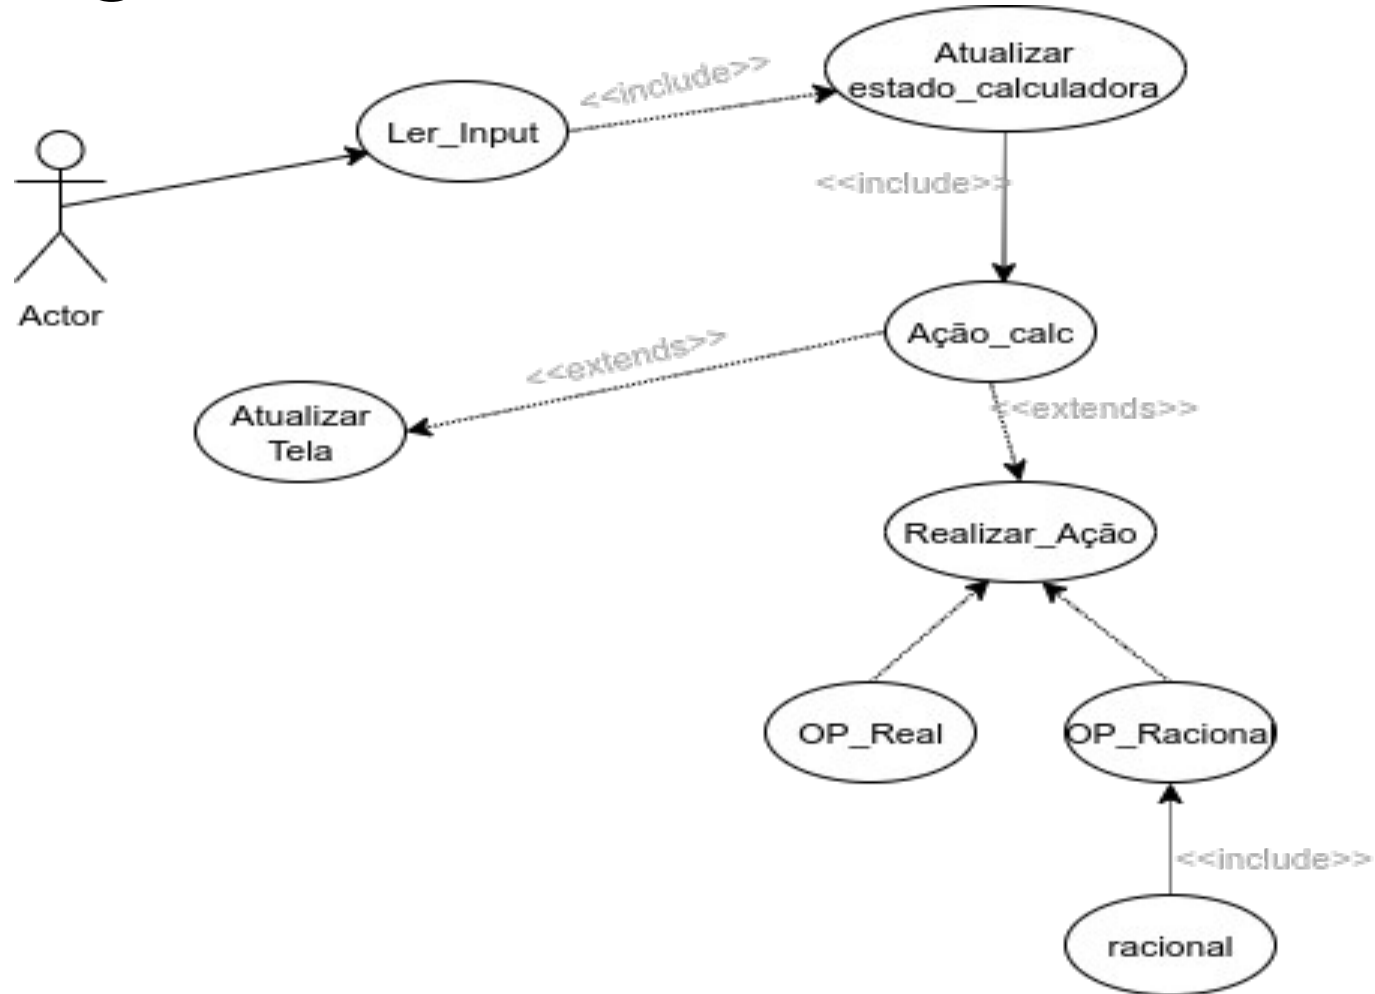 Atualizar
estado_calculadora
<<include>>
Ler_Input
<<include>>
Actor
Ação_calc
<<extends>>
<<extends>>
Atualizar
Tela
Realizar_Ação
OP_Real
OP_Racional
<<include>>
racional